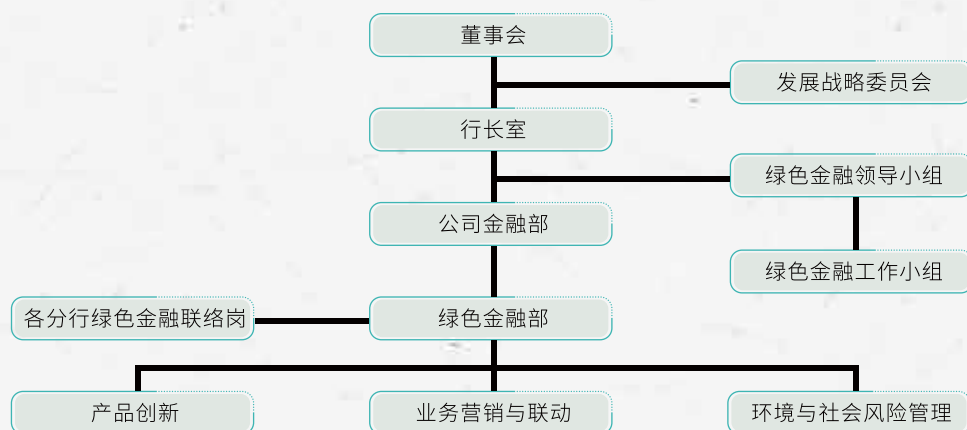 董事会
发展战略委员会
行长室
绿色金融领导小组
公司金融部
绿色金融工作小组
各分行绿色金融联络岗
绿色金融部
产品创新
业务营销与联动
环境与社会风险管理